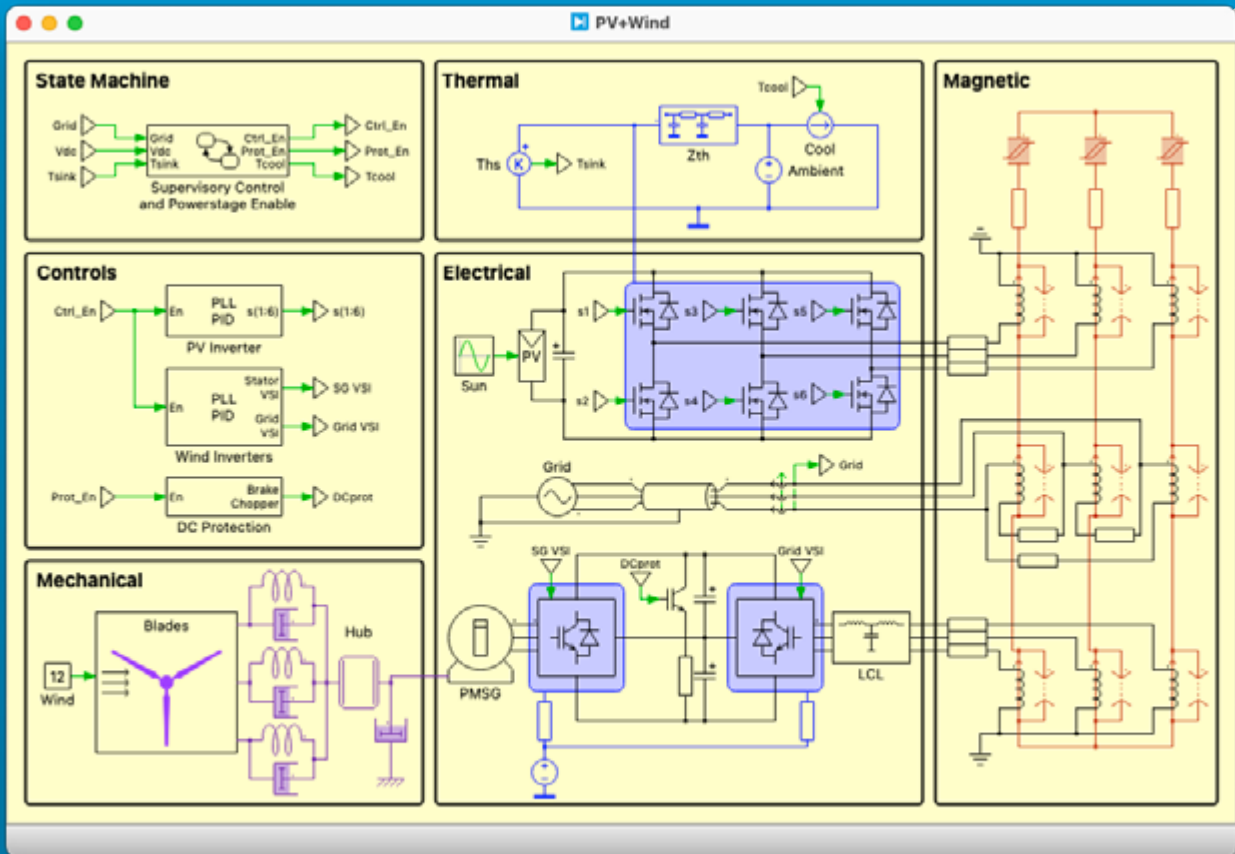 PV+Wind
State Machine
Grid
Vdc
Tsink
Grid
Vdc
Tsink
Ctrl_En
Prot_En
Tcool
Ctrl_En
Prot_En
Tcool
Supervisory Control
and Powerstage Enable
Thermal
Tcool
Zth
Cool
Ths
K
Tsink
Ambient
Magnetic
Controls
Ctrl_En
En
PLL
PID
s(1:6)
s(1:6)
PV Inverter
En
PLL
PID
Stator
VSI
Grid
VSI
SG VSI
Grid VSI
Wind Inverters
Prot_En
En
Brake
Chopper
DCprot
DC Protection
Electrical
s1
s3
s5
PV
Sun
s2
s4
s6
Grid
Grid
SG VSI
DCprot
Grid VSI
PMSG
LCL
Mechanical
Blades
Hub
12
Wind